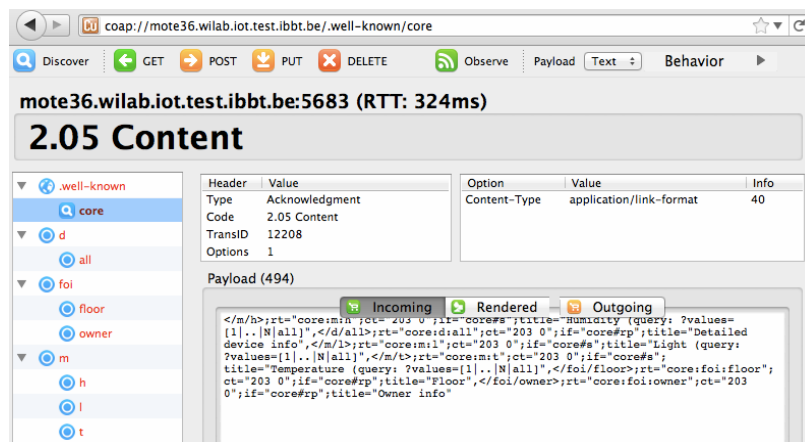 coap://mote36.wilab.iot.test.ibbt.be/.well-known/core
Discover GET POST PUT DELETE Observe Payload Text Behavior
mote36.wilab.iot.test.ibbt.be:5683 (RTT: 324ms)
2.05 Content
.well-known
core
d
all
foi
floor
owner
m
h
l
t
Header Value
Type Acknowledgment
Code 2.05 Content
TransID 12208
Options 1
Option Value Info
Content-Type application/link-format 40
Payload (494)
Incoming Rendered Outgoing
</m/h>;rt="core:m:h";ct="203 0";if="core#s";title="Humidity (query: ?values=
[1|..|N|all]",</d/all>;rt="core:d:all";ct="203 0";if="core#rp";title="Detailed
device info",</m/l>;rt="core:m:l";ct="203 0";if="core#s";title="Light (query:
?values=[1|..|N|all]",</m/t>;rt="core:m:t";ct="203 0";if="core#s";
title="Temperature (query: ?values=[1|..|N|all]",</foi/floor>;rt="core:foi:floor";
ct="203 0";if="core#rp";title="Floor",</foi/owner>;rt="core:foi:owner";ct="203
0";if="core#rp";title="Owner info"